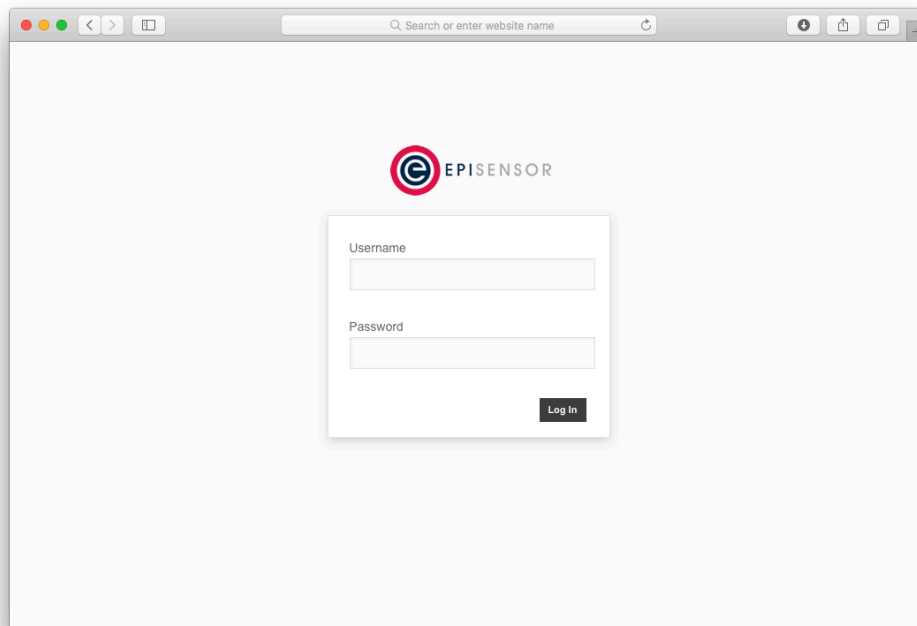 Search or enter website name
e EPISENSOR
Username
Password
Log In